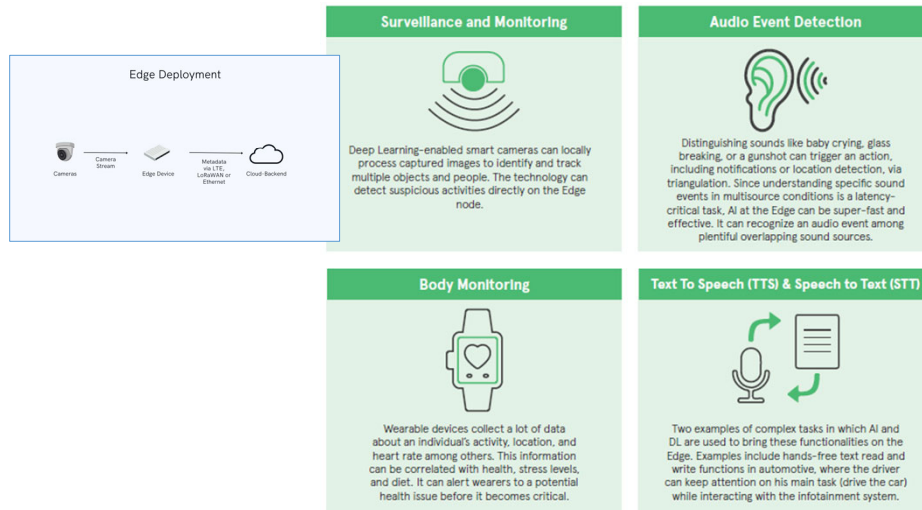 Edge Deployment
Cameras
Camera
Stream
Edge Device
Metadata
via LTE,
LoRaWAN or
Ethernet
Cloud-Backend
Surveillance and Monitoring
Deep Learning-enabled smart cameras can locally
process captured images to identify and track
multiple objects and people. The technology can
detect suspicious activities directly on the Edge
node.
Audio Event Detection
Distinguishing sounds like baby crying, glass
breaking, or a gunshot can trigger an action,
including notifications or location detection, via
triangulation. Since understanding specific sound
events in multisource conditions is a latency-
critical task, AI at the Edge can be super-fast and
effective. It can recognize an audio event among
plentiful overlapping sound sources.
Body Monitoring
Wearable devices collect a lot of data
about an individual's activity, location, and
heart rate among others. This information
can be correlated with health, stress levels,
and diet. It can alert wearers to a potential
health issue before it becomes critical.
Text To Speech (TTS) & Speech to Text (STT)
Two examples of complex tasks in which AI and
DL are used to bring these functionalities on the
Edge. Examples include hands-free text read and
write functions in automotive, where the driver
can keep attention on his main task (drive the car)
while interacting with the infotainment system.